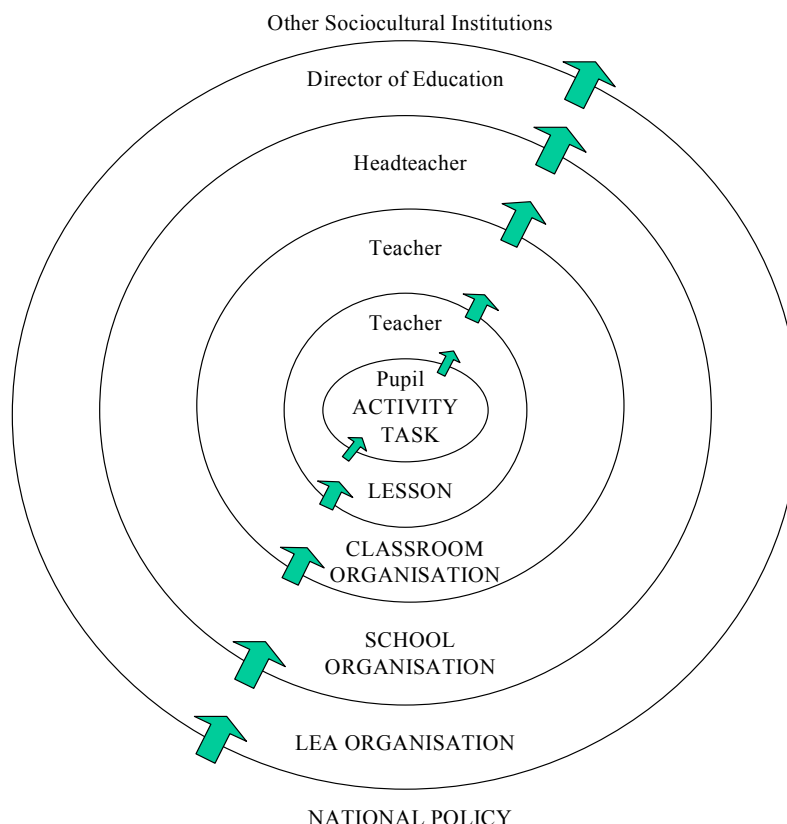 Other Sociocultural Institutions
Director of Education
Headteacher
Teacher
Teacher
Pupil
ACTIVITY
TASK
LESSON
CLASSROOM
ORGANISATION
SCHOOL
ORGANISATION
LEA ORGANISATION
NATIONAL POLICY